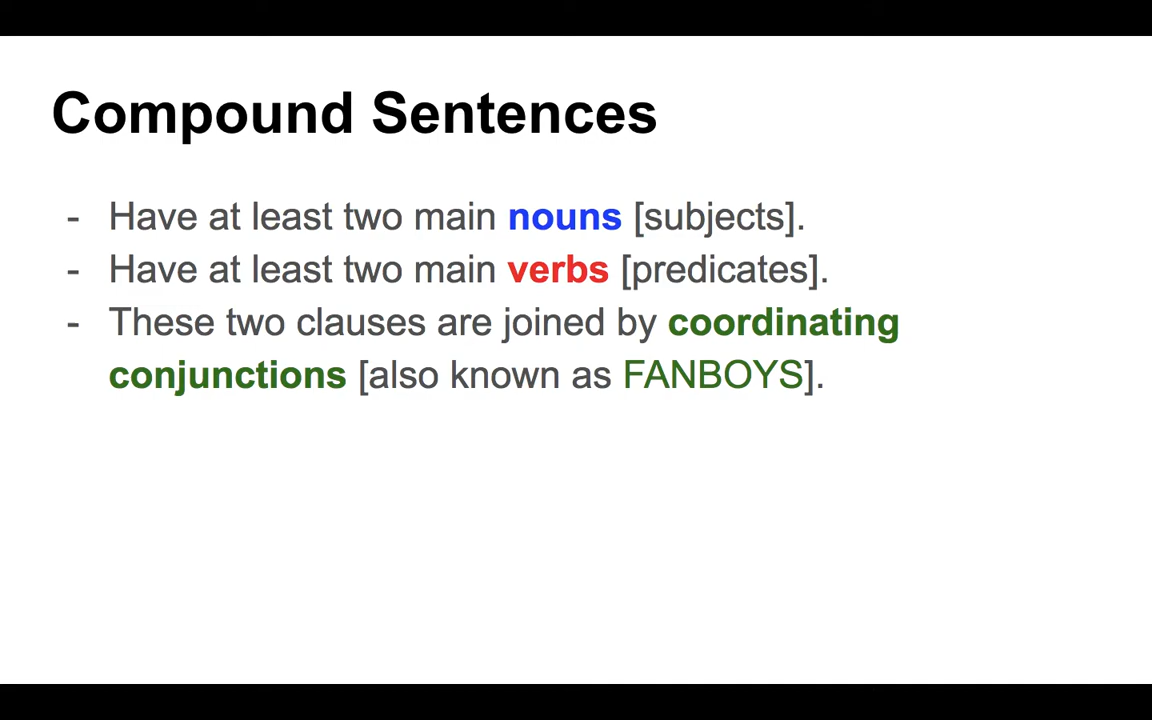 Compound Sentences
- Have at least two main nouns [subjects].
- Have at least two main verbs [predicates].
- These two clauses are joined by coordinating
conjunctions [also known as FANBOYS].